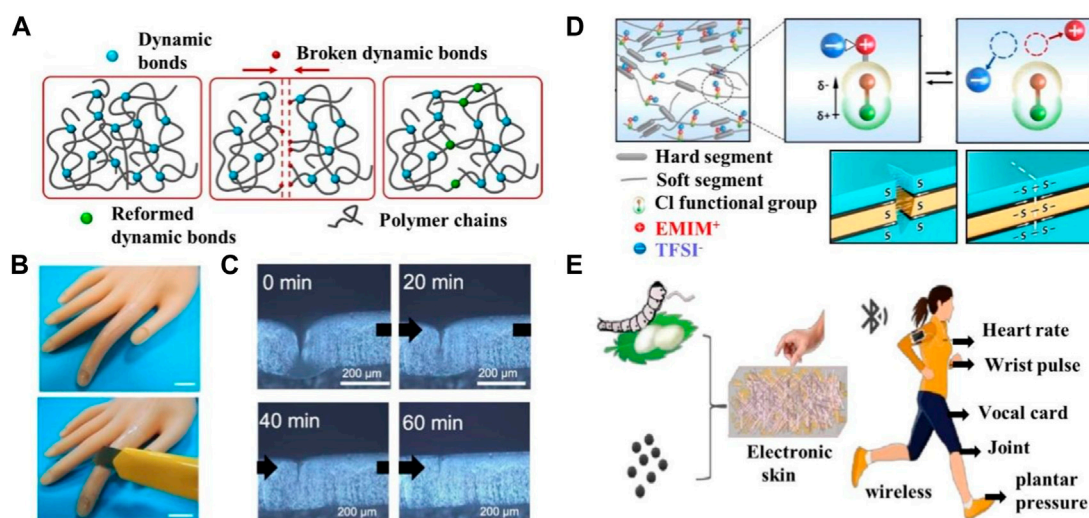 A
Dynamic
bonds
Broken dynamic bonds
Reformed
dynamic bonds
Polymer chains
B
C
0 min
200 µm
20 min
200 µm
40 min
200 µm
60 min
200 µm
D
δ-
δ+
Hard segment
Soft segment
Cl functional group
EMIM+
TFSI-
S S
S S
S S
-S S-
-S S-
-S S-
E
Electronic
skin
wireless
Heart rate
Wrist pulse
Vocal card
Joint
plantar
pressure